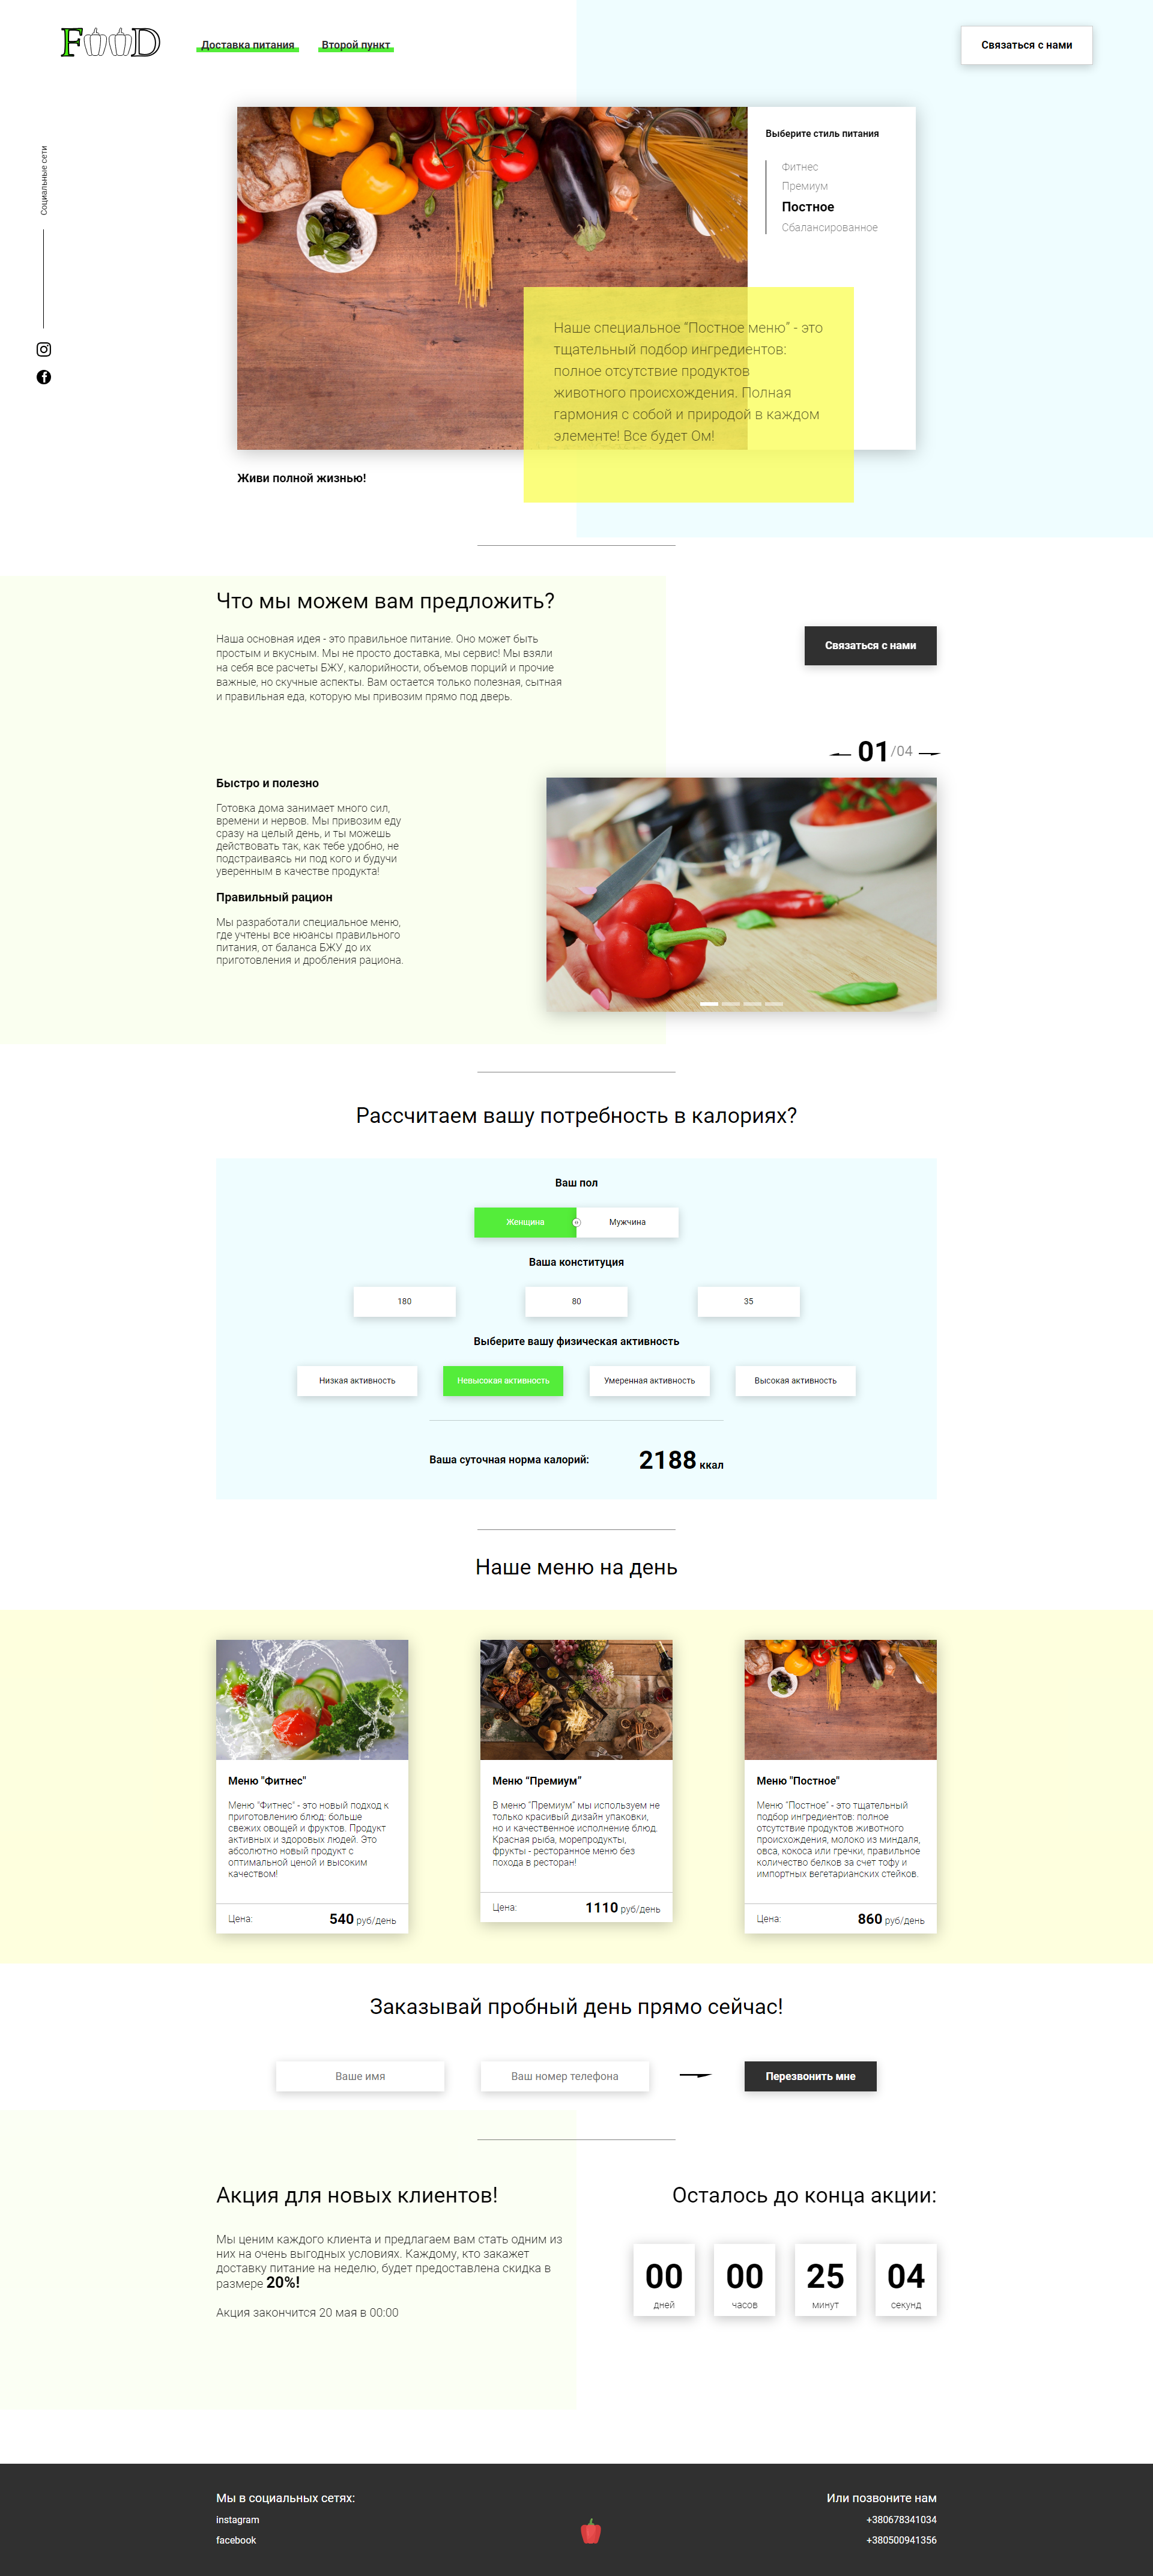 FOOD
Доставка питания
Второй пункт
Связаться с нами
Социальные сети
Выберите стиль питания
Фитнес
Премиум
Постное
Сбалансированное
Наше специальное “Постное меню” - это
тщательный подбор ингредиентов:
полное отсутствие продуктов
животного происхождения. Полная
гармония с собой и природой в каждом
элементе! Все будет Ом!
Живи полной жизнью!
Что мы можем вам предложить?
Наша основная идея - это правильное питание. Оно может быть
простым и вкусным. Мы не просто доставка, мы сервис! Мы взяли
на себя все расчеты БЖУ, калорийности, объемов порций и прочие
важные, но скучные аспекты. Вам остается только полезная, сытная
и правильная еда, которую мы привозим прямо под дверь.
Связаться с нами
01/04
Быстро и полезно
Готовка дома занимает много сил,
времени и нервов. Мы привозим еду
сразу на целый день, и ты можешь
действовать так, как тебе удобно, не
подстраиваясь ни под кого и будучи
уверенным в качестве продукта!
Правильный рацион
Мы разработали специальное меню,
где учтены все нюансы правильного
питания, от баланса БЖУ до их
приготовления и дробления рациона.
Рассчитаем вашу потребность в калориях?
Ваш пол
Женщина
Мужчина
Ваша конституция
180
80
35
Выберите вашу физическая активность
Низкая активность
Невысокая активность
Умеренная активность
Высокая активность
Ваша суточная норма калорий:
2188 ккал
Наше меню на день
Меню "Фитнес"
Меню "Фитнес" - это новый подход к
приготовлению блюд: больше
свежих овощей и фруктов. Продукт
активных и здоровых людей. Это
абсолютно новый продукт с
оптимальной ценой и высоким
качеством!
Цена:
540 руб/день
Меню “Премиум”
В меню “Премиум” мы используем не
только красивый дизайн упаковки,
но и качественное исполнение блюд.
Красная рыба, морепродукты,
фрукты - ресторанное меню без
похода в ресторан!
Цена:
1110 руб/день
Меню "Постное"
Меню “Постное” - это тщательный
подбор ингредиентов: полное
отсутствие продуктов животного
происхождения, молоко из миндаля,
овса, кокоса или гречки, правильное
количество белков за счет тофу и
импортных вегетарианских стейков.
Цена:
860 руб/день
Заказывай пробный день прямо сейчас!
Ваше имя
Ваш номер телефона
Перезвонить мне
Акция для новых клиентов!
Мы ценим каждого клиента и предлагаем вам стать одним из
них на очень выгодных условиях. Каждому, кто закажет
доставку питание на неделю, будет предоставлена скидка в
размере 20%!
Акция закончится 20 мая в 00:00
Осталось до конца акции:
00
дней
00
часов
25
минут
04
секунд
Мы в социальных сетях:
instagram
facebook
Или позвоните нам
+380678341034
+380500941356